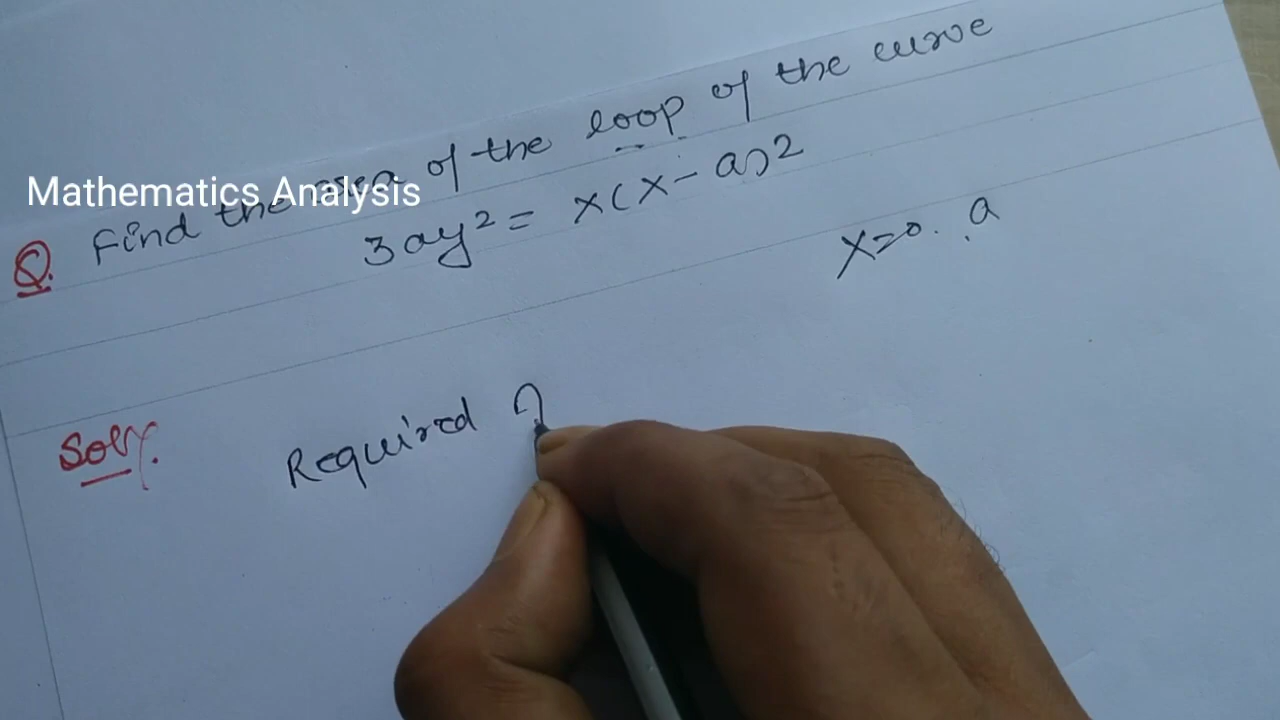 Q. Find the area of the loop of the curve
Mathematics Analysis
3ay² = x(x-a)2
x=0. a
Soln.
Required